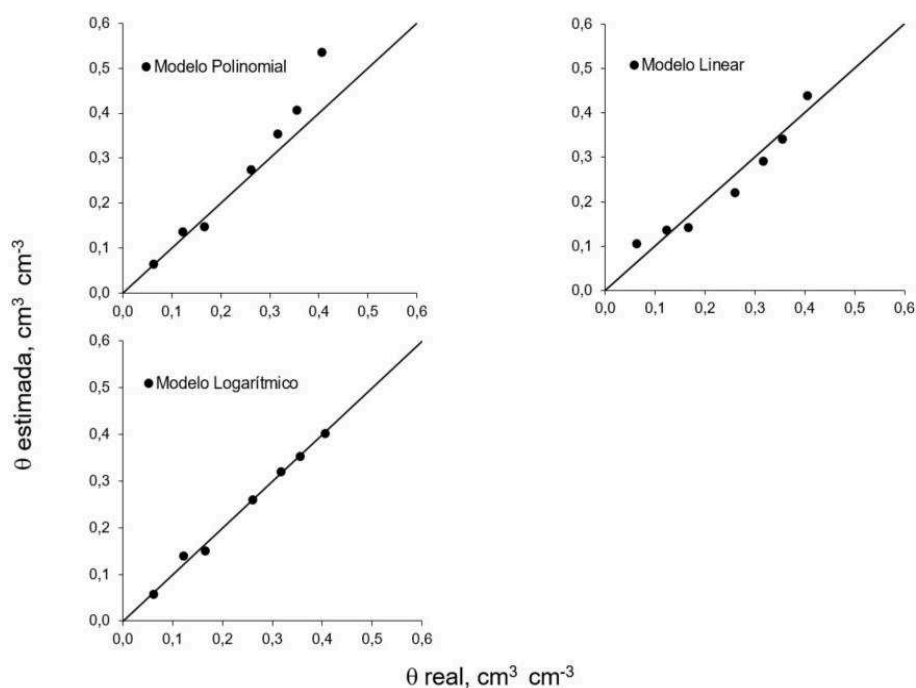 0,6
Modelo Polinomial
0,5
0,4
0,3
0,2
0,1
0,0
0,0 0,1 0,2 0,3 0,4 0,5 0,6
0,6
Modelo Linear
0,5
0,4
0,3
0,2
0,1
0,0
0,0 0,1 0,2 0,3 0,4 0,5 0,6
θ estimada, cm³ cm⁻³
0,6
Modelo Logarítmico
0,5
0,4
0,3
0,2
0,1
0,0
0,0 0,1 0,2 0,3 0,4 0,5 0,6
θ real, cm³ cm⁻³